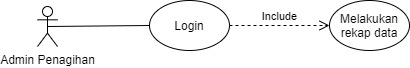 Login
Include
Melakukan
rekap data
Admin Penagihan